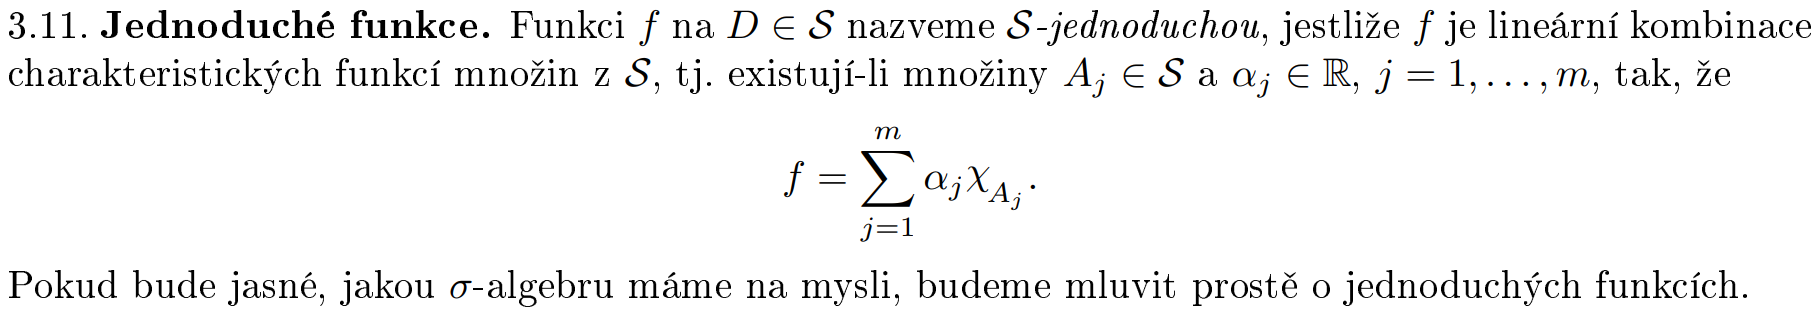 3.11. Jednoduché funkce. Funkci f na D ∈ 𝒮 nazveme 𝒮-jednoduchou, jestliže f je lineární kombinace
charakteristických funkcí množin z 𝒮, tj. existují-li množiny A_j ∈ 𝒮 a α_j ∈ ℝ, j = 1, . . . , m, tak, že
f = ∑_{j=1}^{m} α_j χ_{A_j}.
Pokud bude jasné, jakou σ-algebru máme na mysli, budeme mluvit prostě o jednoduchých funkcích.